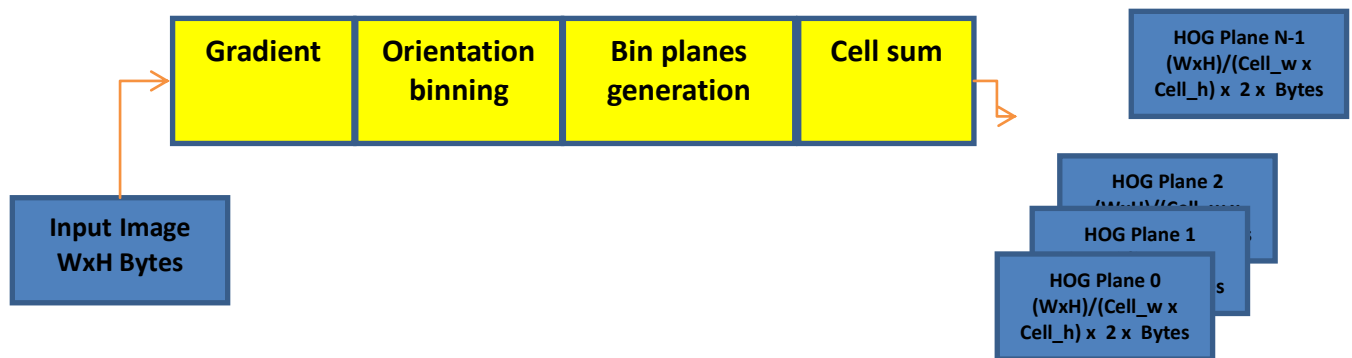 Gradient
Orientation
binning
Bin planes
generation
Cell sum
HOG Plane N-1
(WxH)/(Cell_w x
Cell_h) x 2 x Bytes
Input Image
WxH Bytes
HOG Plane 2
HOG Plane 1
HOG Plane 0
(WxH)/(Cell_w x
Cell_h) x 2 x Bytes